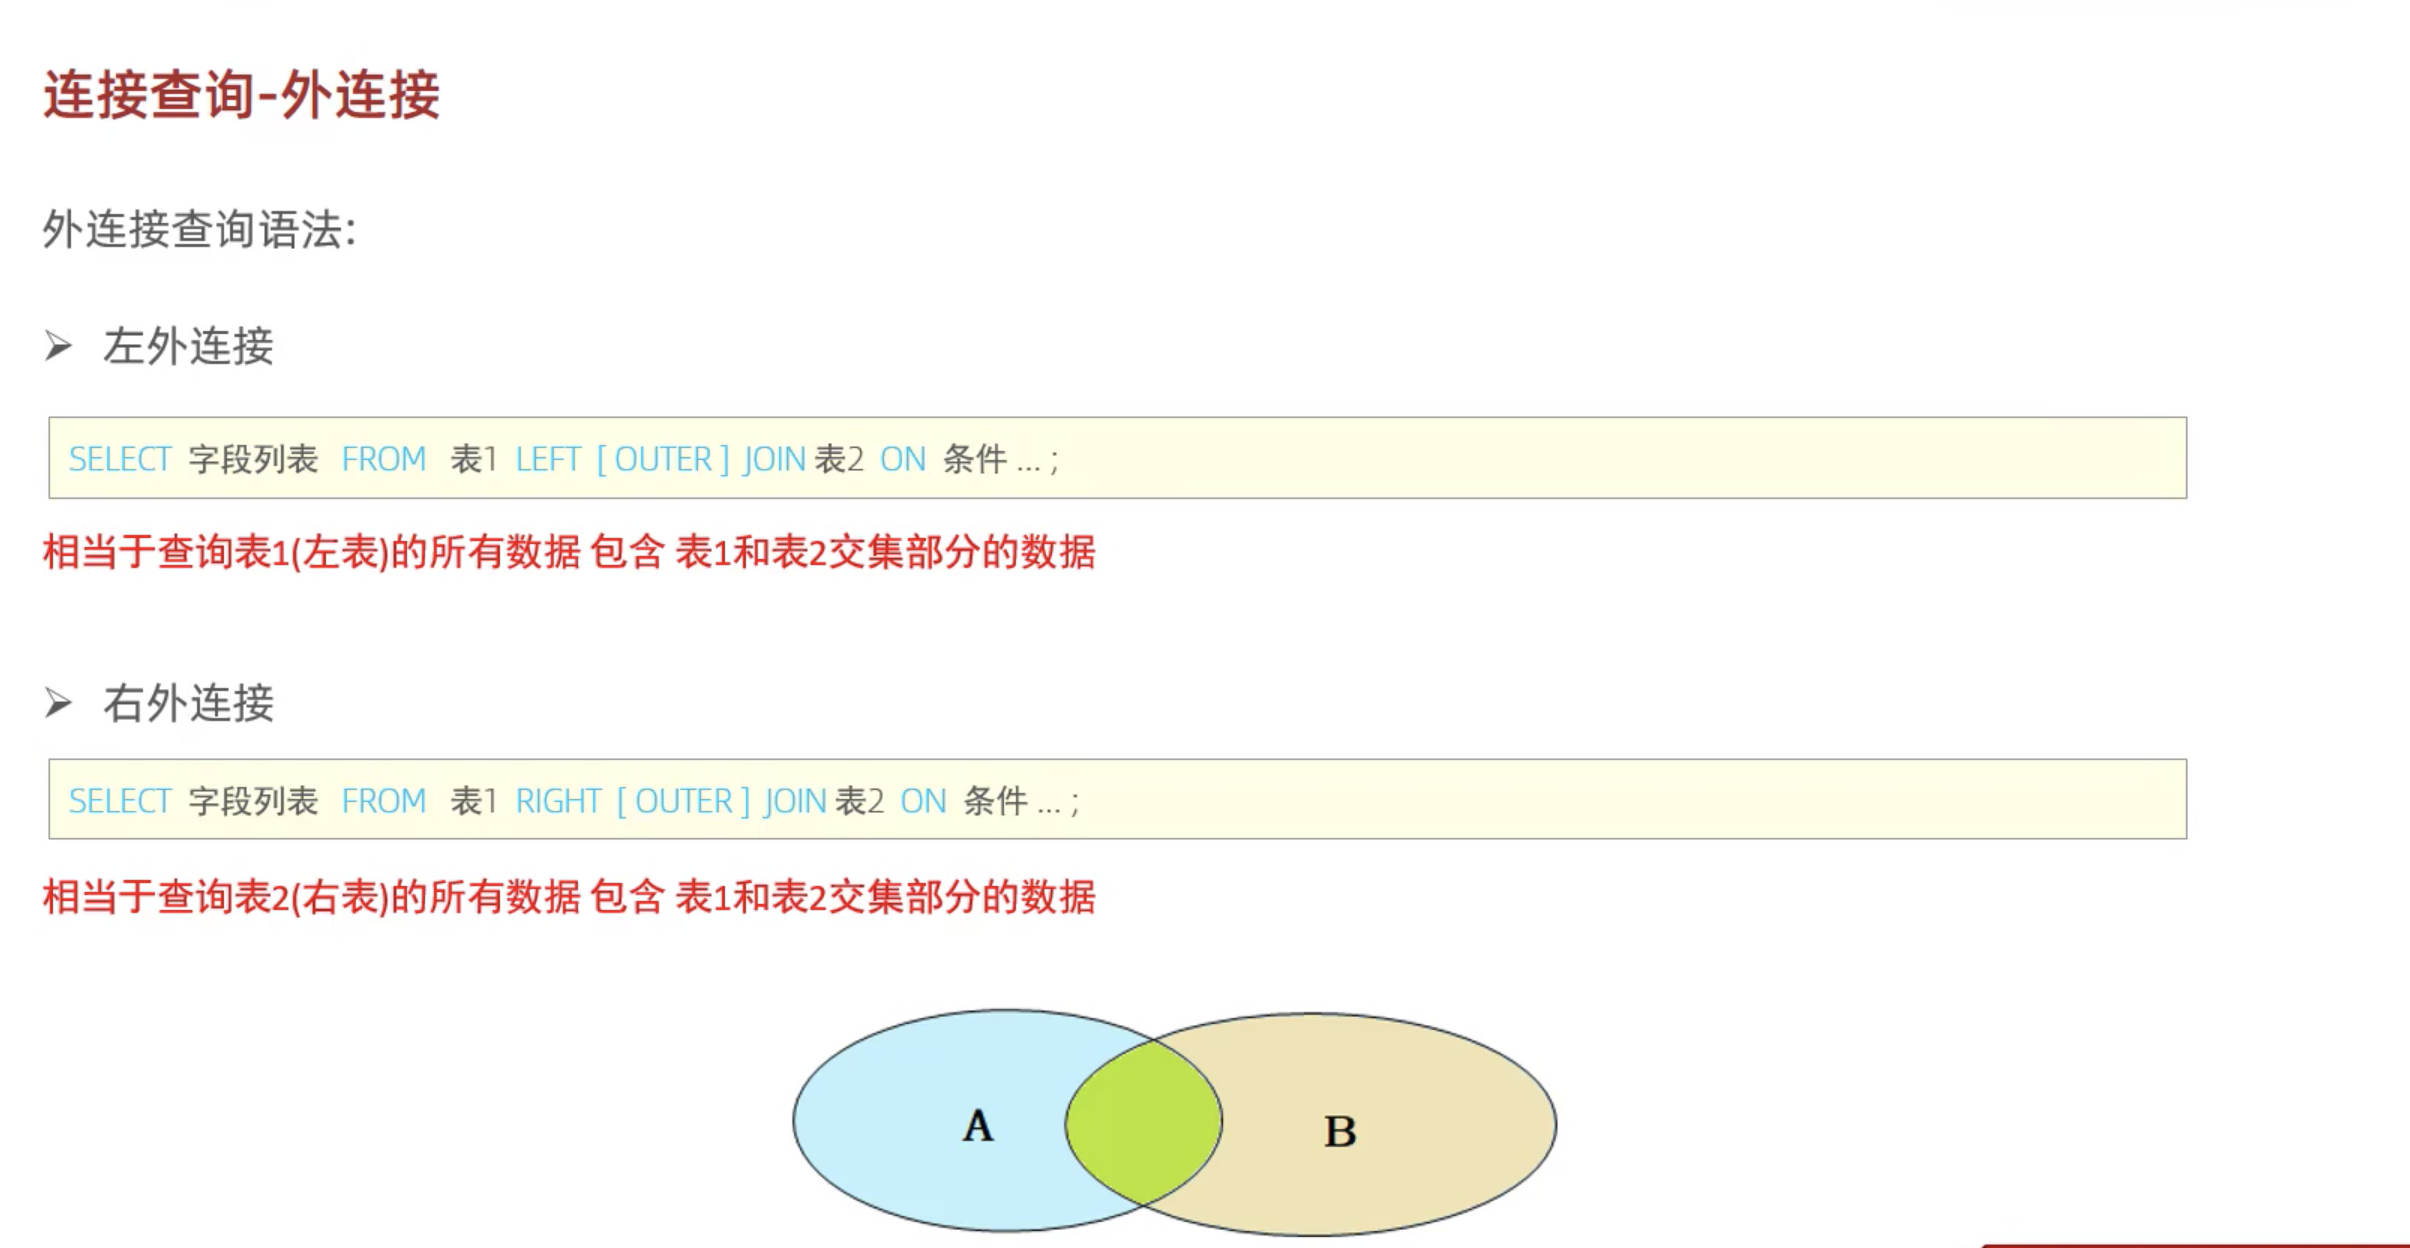 连接查询-外连接
外连接查询语法:
➢ 左外连接
SELECT 字段列表 FROM 表1 LEFT [ OUTER ] JOIN 表2 ON 条件 ... ;
相当于查询表1(左表)的所有数据 包含 表1和表2交集部分的数据
➢ 右外连接
SELECT 字段列表 FROM 表1 RIGHT [ OUTER ] JOIN 表2 ON 条件 ... ;
相当于查询表2(右表)的所有数据 包含 表1和表2交集部分的数据
A
B